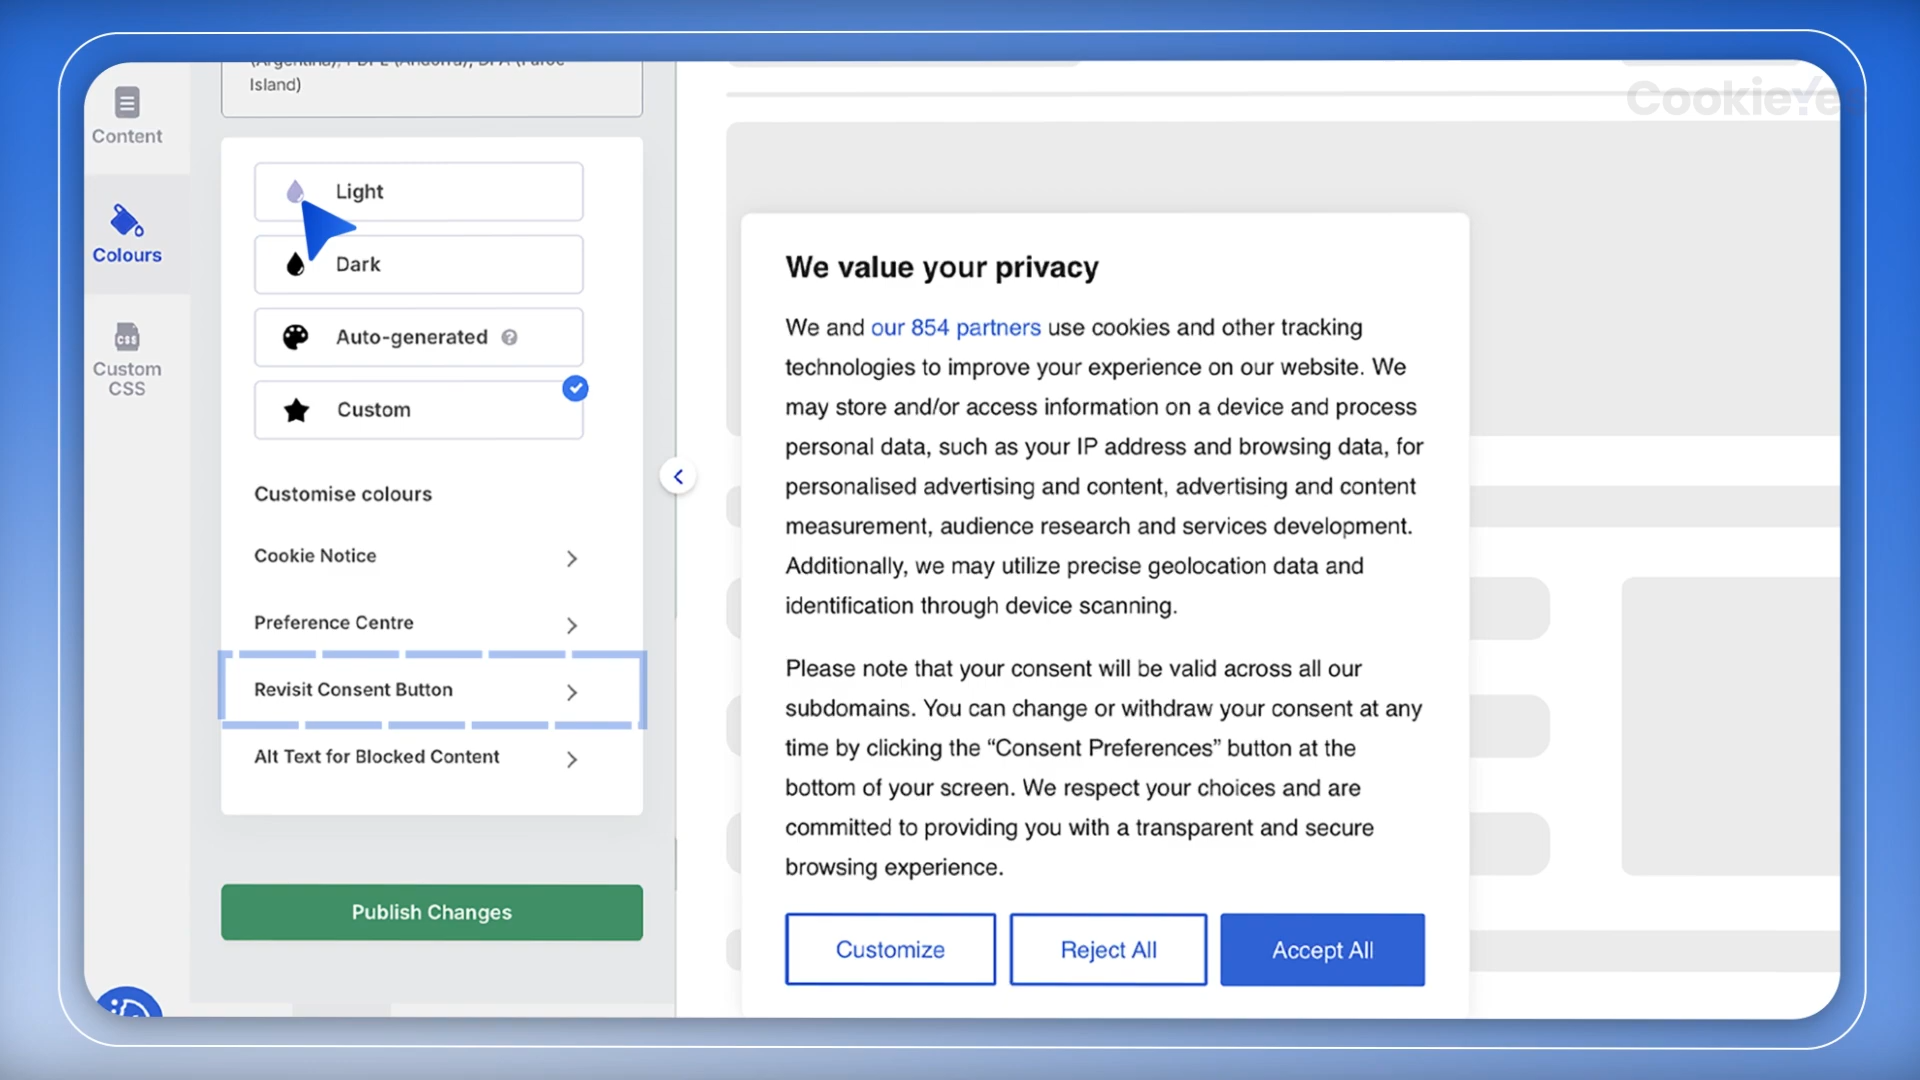 Island)
Content
Colours
Custom
CSS
Light
Dark
Auto-generated ?
Custom
Customise colours
Cookie Notice
Preference Centre
Revisit Consent Button
Alt Text for Blocked Content
Publish Changes
We value your privacy
We and our 854 partners use cookies and other tracking
technologies to improve your experience on our website. We
may store and/or access information on a device and process
personal data, such as your IP address and browsing data, for
personalised advertising and content, advertising and content
measurement, audience research and services development.
Additionally, we may utilize precise geolocation data and
identification through device scanning.
Please note that your consent will be valid across all our
subdomains. You can change or withdraw your consent at any
time by clicking the “Consent Preferences” button at the
bottom of your screen. We respect your choices and are
committed to providing you with a transparent and secure
browsing experience.
Customize
Reject All
Accept All